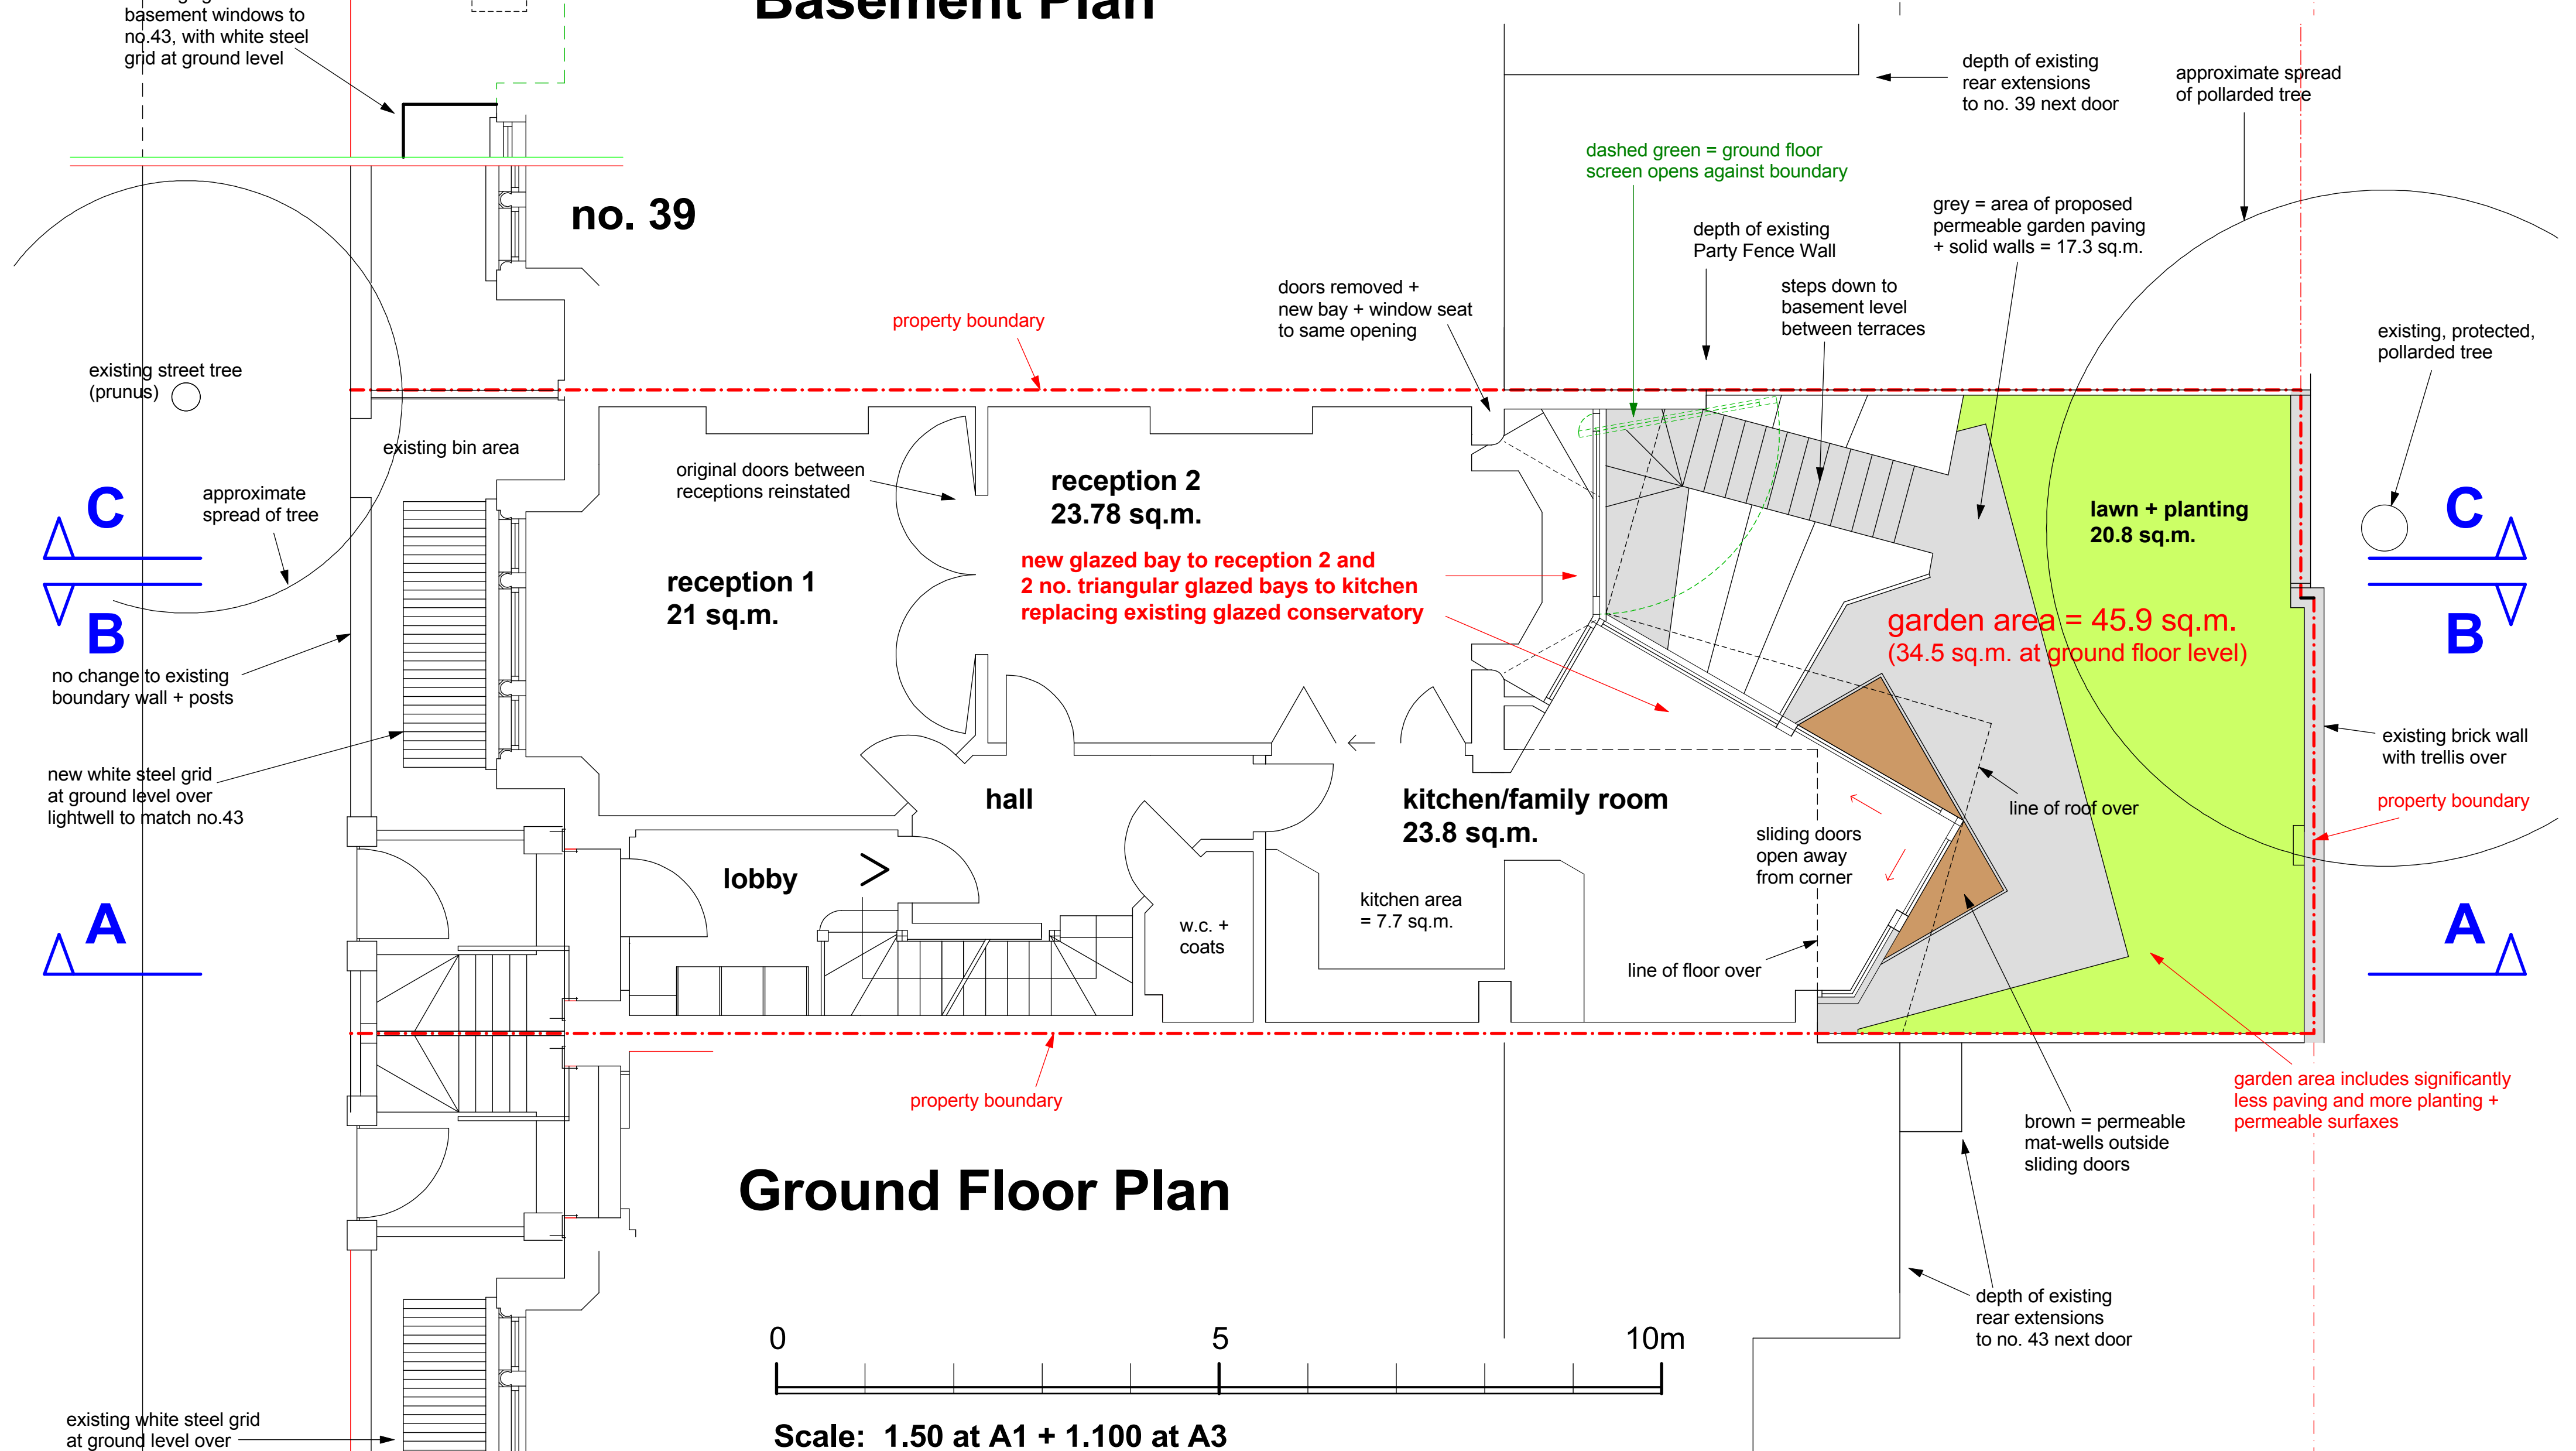 Basement Plan
basement windows to
no.43, with white steel
grid at ground level
depth of existing
rear extensions
to no. 39 next door
approximate spread
of pollarded tree
dashed green = ground floor
screen opens against boundary
no. 39
grey = area of proposed
permeable garden paving
+ solid walls = 17.3 sq.m.
depth of existing
Party Fence Wall
doors removed +
new bay + window seat
to same opening
steps down to
basement level
between terraces
property boundary
existing, protected,
pollarded tree
existing street tree
(prunus)
existing bin area
original doors between
receptions reinstated
reception 2
23.78 sq.m.
approximate
spread of tree
C
C
lawn + planting
20.8 sq.m.
new glazed bay to reception 2 and
2 no. triangular glazed bays to kitchen
replacing existing glazed conservatory
reception 1
21 sq.m.
B
B
garden area = 45.9 sq.m.
(34.5 sq.m. at ground floor level)
no change to existing
boundary wall + posts
existing brick wall
with trellis over
new white steel grid
at ground level over
lightwell to match no.43
hall
kitchen/family room
23.8 sq.m.
line of roof over
property boundary
sliding doors
open away
from corner
lobby
kitchen area
= 7.7 sq.m.
w.c. +
coats
A
A
line of floor over
property boundary
garden area includes significantly
less paving and more planting +
permeable surfaxes
brown = permeable
mat-wells outside
sliding doors
Ground Floor Plan
depth of existing
rear extensions
to no. 43 next door
0
5
10m
existing white steel grid
at ground level over
Scale: 1.50 at A1 + 1.100 at A3